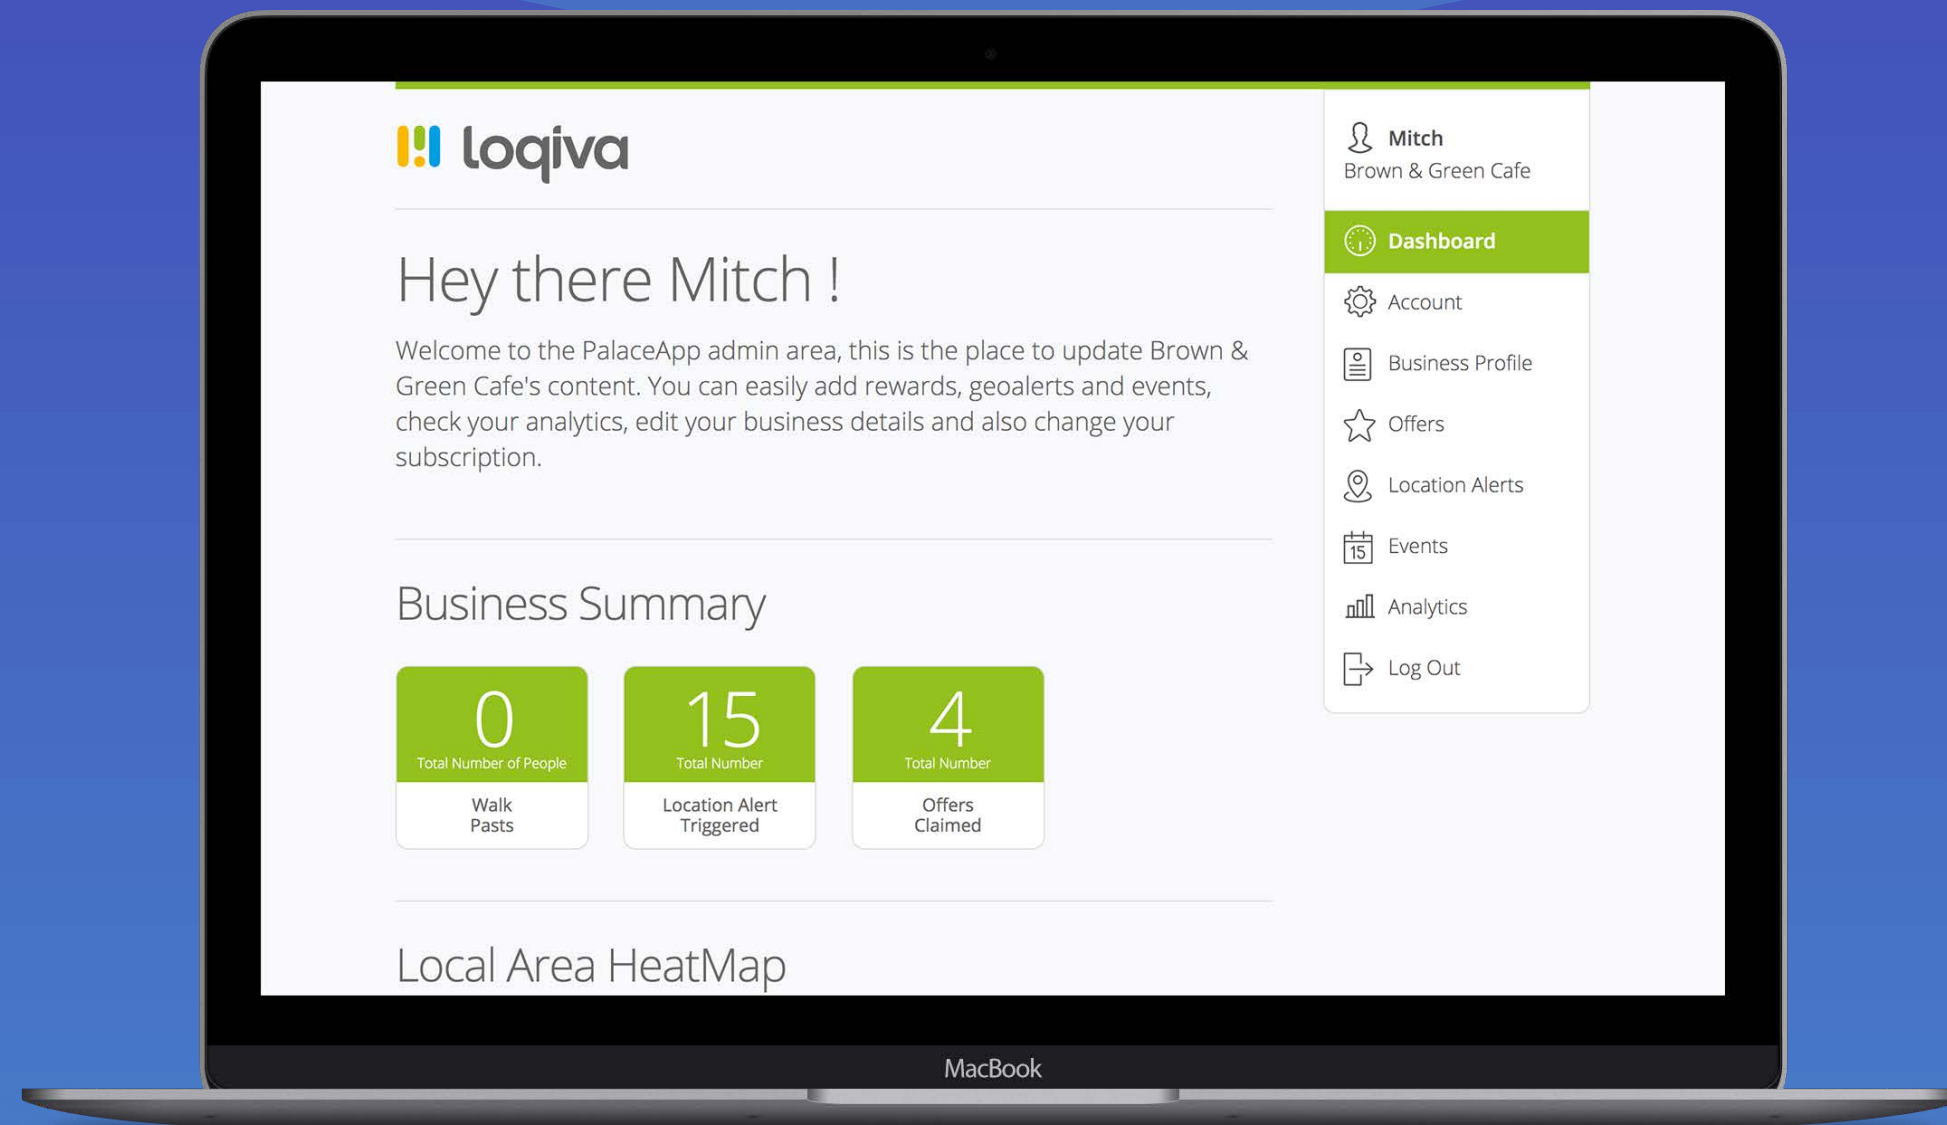 loqiva
Hey there Mitch !
Welcome to the PalaceApp admin area, this is the place to update Brown &
Green Cafe's content. You can easily add rewards, geoalerts and events,
check your analytics, edit your business details and also change your
subscription.
Business Summary
0
Total Number of People
Walk
Pasts
15
Total Number
Location Alert
Triggered
4
Total Number
Offers
Claimed
Local Area HeatMap
Mitch
Brown & Green Cafe
Dashboard
Account
Business Profile
Offers
Location Alerts
15
Events
Analytics
Log Out
MacBook